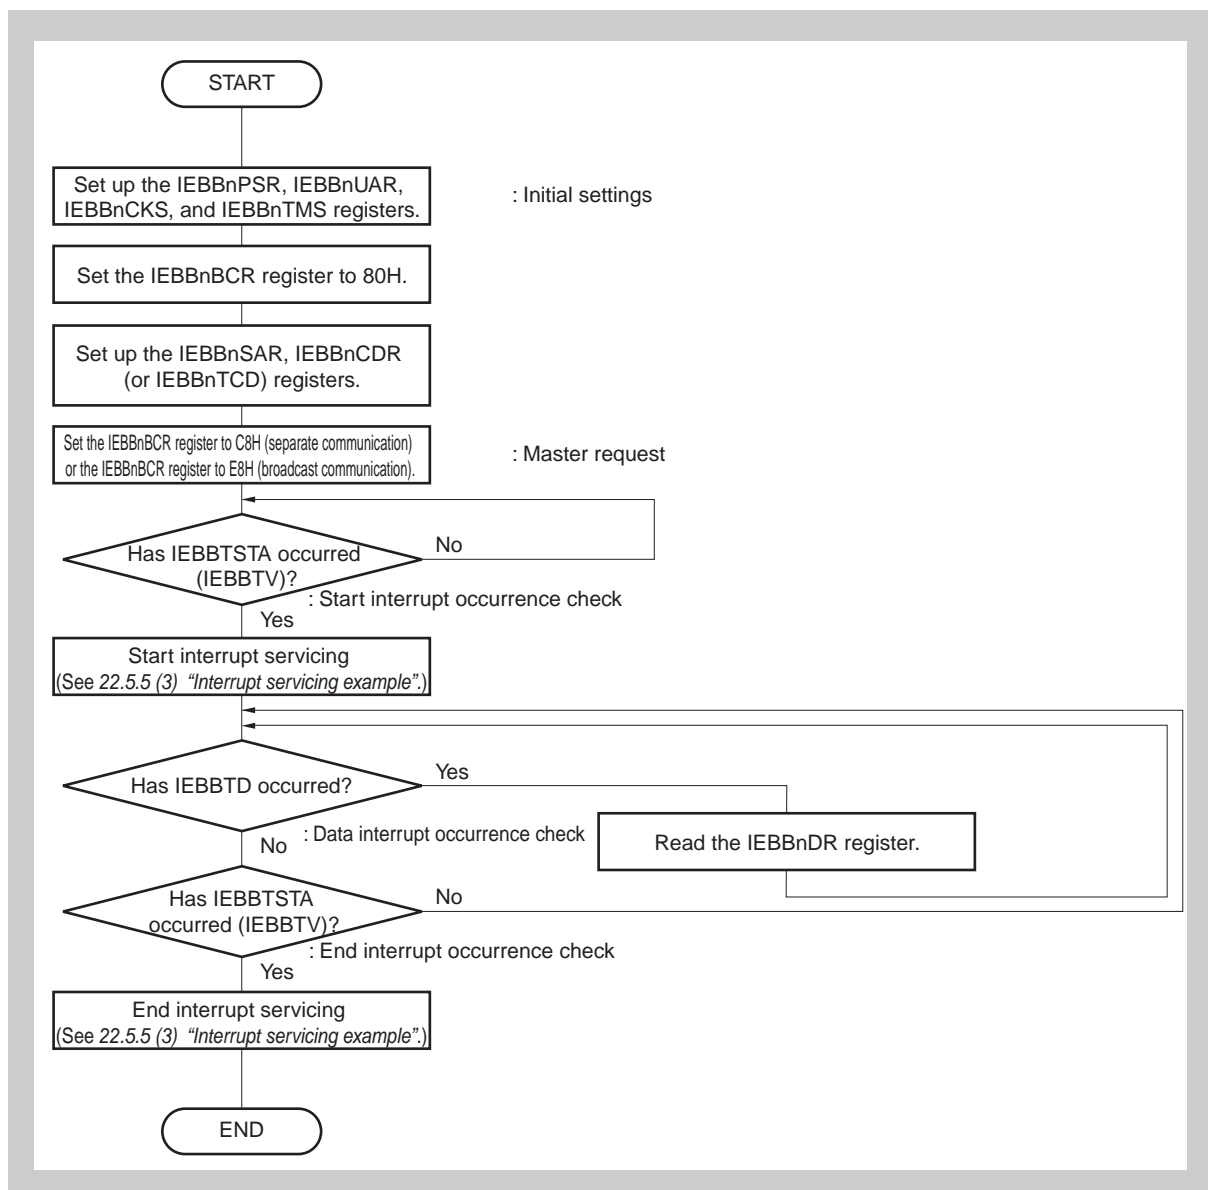 START
Set up the IEBBnPSR, IEBBnUAR,
IEBBnCKS, and IEBBnTMS registers.
: Initial settings
Set the IEBBnBCR register to 80H.
Set up the IEBBnSAR, IEBBnCDR
(or IEBBnTCD) registers.
Set the IEBBnBCR register to C8H (separate communication)
or the IEBBnBCR register to E8H (broadcast communication).
: Master request
Has IEBBTSTA occurred
(IEBBTV)?
No
: Start interrupt occurrence check
Yes
Start interrupt servicing
(See 22.5.5 (3) “Interrupt servicing example”.)
Has IEBBTD occurred?
Yes
: Data interrupt occurrence check
No
Read the IEBBnDR register.
Has IEBBTSTA
occurred (IEBBTV)?
No
: End interrupt occurrence check
Yes
End interrupt servicing
(See 22.5.5 (3) “Interrupt servicing example”.)
END